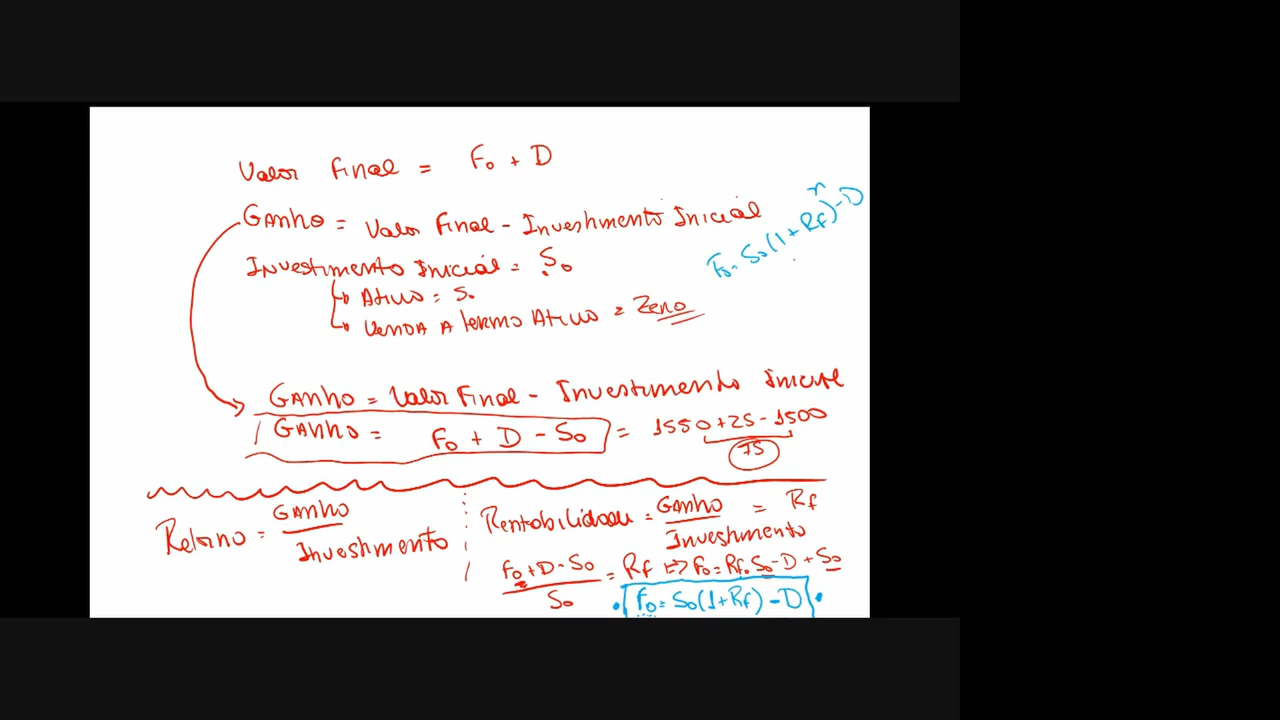 Valor Final = F₀ + D
GANHO = Valor Final - Investimento Inicial
F₀ = S₀(1+Rf)ⁿ - D
Investimento Inicial = S₀
Ativo = S₀
VENDA A termo Ativo = Zero
GANHO = Valor Final - Investimento Inicial
GANHO = F₀ + D - S₀ = 1550+25-1500
75
Retorno = GANHO / Investimento
Rentabilidade = GANHO / Investimento = Rf
F₀+D-S₀ / S₀ = Rf ⇒ F₀ = Rf.S₀-D+S₀
F₀ = S₀(1+Rf) - D